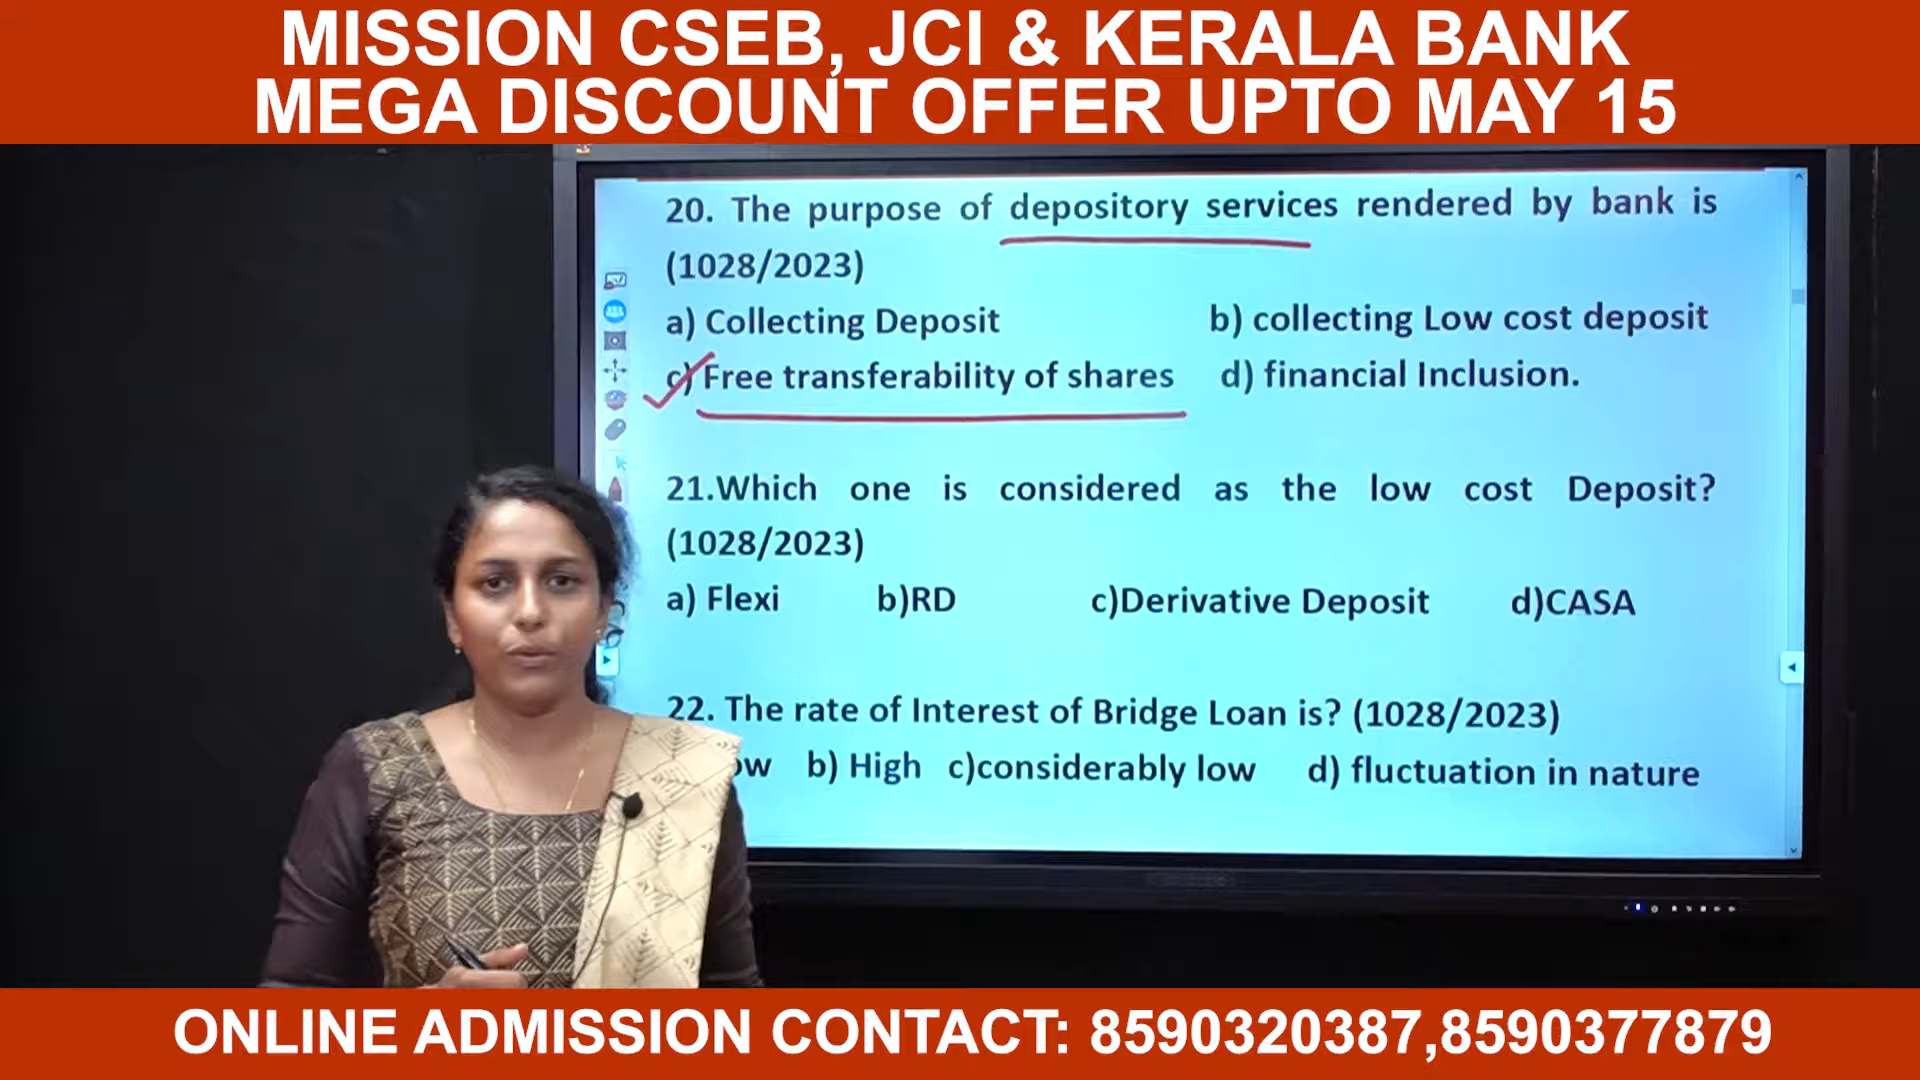 MISSION CSEB, JCI & KERALA BANK
MEGA DISCOUNT OFFER UPTO MAY 15
20. The purpose of depository services rendered by bank is
(1028/2023)
a) Collecting Deposit b) collecting Low cost deposit
c) Free transferability of shares d) financial Inclusion.
21.Which one is considered as the low cost Deposit?
(1028/2023)
a) Flexi b)RD c)Derivative Deposit d)CASA
22. The rate of Interest of Bridge Loan is? (1028/2023)
b) High c)considerably low d) fluctuation in nature
ONLINE ADMISSION CONTACT: 8590320387,8590377879